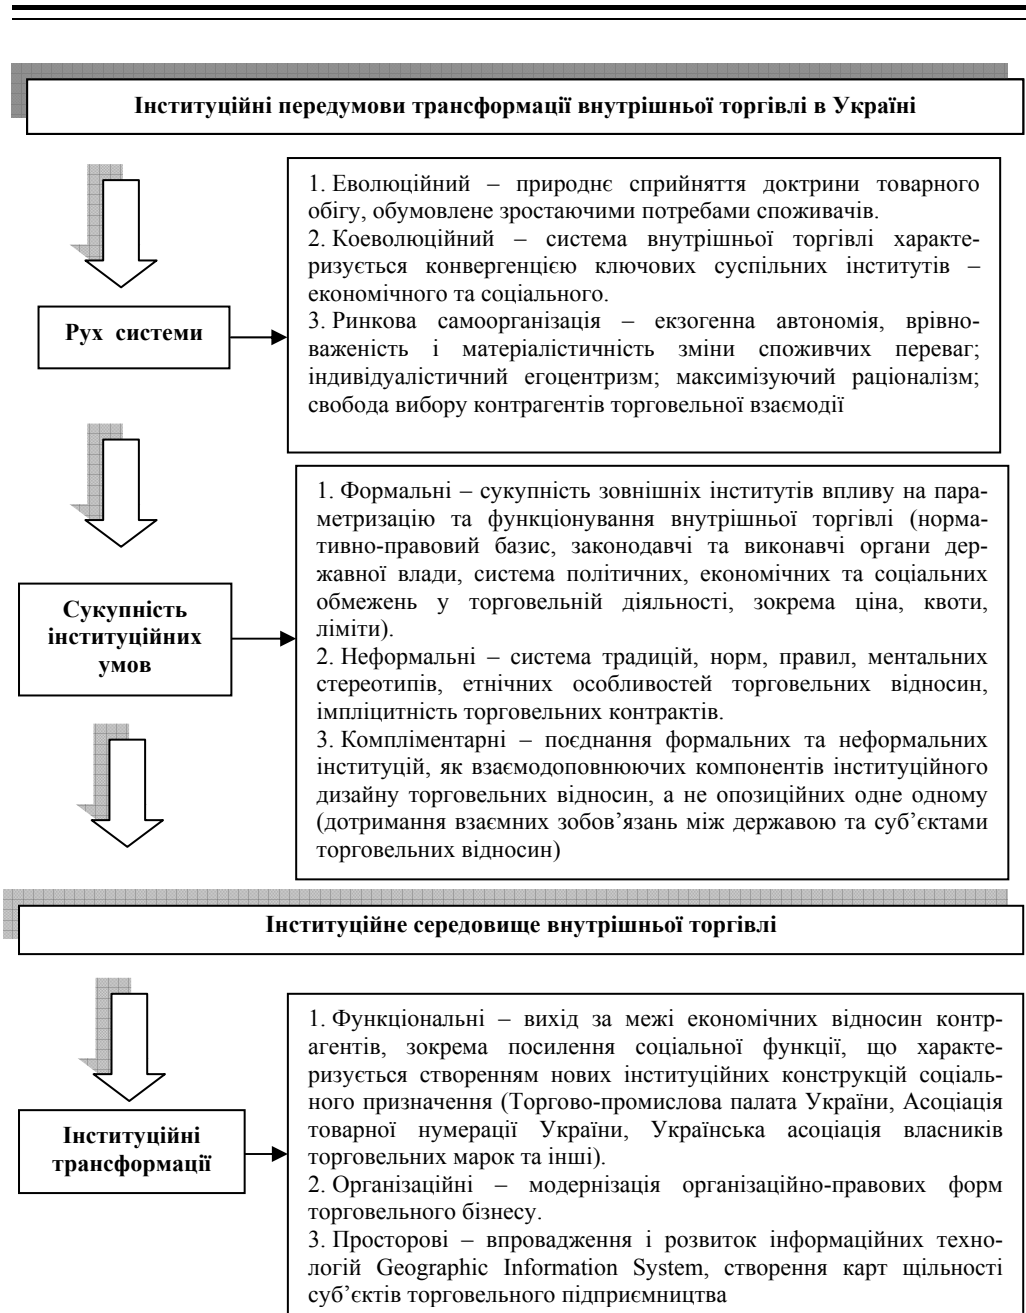 Інституційні передумови трансформації внутрішньої торгівлі в Україні
1. Еволюційний – природнє сприйняття доктрини товарного
обігу, обумовлене зростаючими потребами споживачів.
2. Коеволюційний – система внутрішньої торгівлі характе-
ризується конвергенцією ключових суспільних інститутів –
економічного та соціального.
3. Ринкова самоорганізація – екзогенна автономія, врівно-
важеність і матеріалістичність зміни споживчих переваг;
індивідуалістичний егоцентризм; максимізуючий раціоналізм;
свобода вибору контрагентів торговельної взаємодії
Рух системи
1. Формальні – сукупність зовнішніх інститутів впливу на пара-
метризацію та функціонування внутрішньої торгівлі (норма-
тивно-правовий базис, законодавчі та виконавчі органи дер-
жавної влади, система політичних, економічних та соціальних
обмежень у торговельній діяльності, зокрема ціна, квоти,
ліміти).
2. Неформальні – система традицій, норм, правил, ментальних
стереотипів, етнічних особливостей торговельних відносин,
імпліцитність торговельних контрактів.
3. Компліментарні – поєднання формальних та неформальних
інституцій, як взаємодоповнюючих компонентів інституційного
дизайну торговельних відносин, а не опозиційних одне одному
(дотримання взаємних зобов’язань між державою та суб’єктами
торговельних відносин)
Сукупність
інституційних
умов
Інституційне середовище внутрішньої торгівлі
1. Функціональні – вихід за межі економічних відносин контр-
агентів, зокрема посилення соціальної функції, що характе-
ризується створенням нових інституційних конструкцій соціаль-
ного призначення (Торгово-промислова палата України, Асоціація
товарної нумерації України, Українська асоціація власників
торговельних марок та інші).
2. Організаційні – модернізація організаційно-правових форм
торговельного бізнесу.
3. Просторові – впровадження і розвиток інформаційних техно-
логій Geographic Information System, створення карт щільності
суб’єктів торговельного підприємництва
Інституційні
трансформації